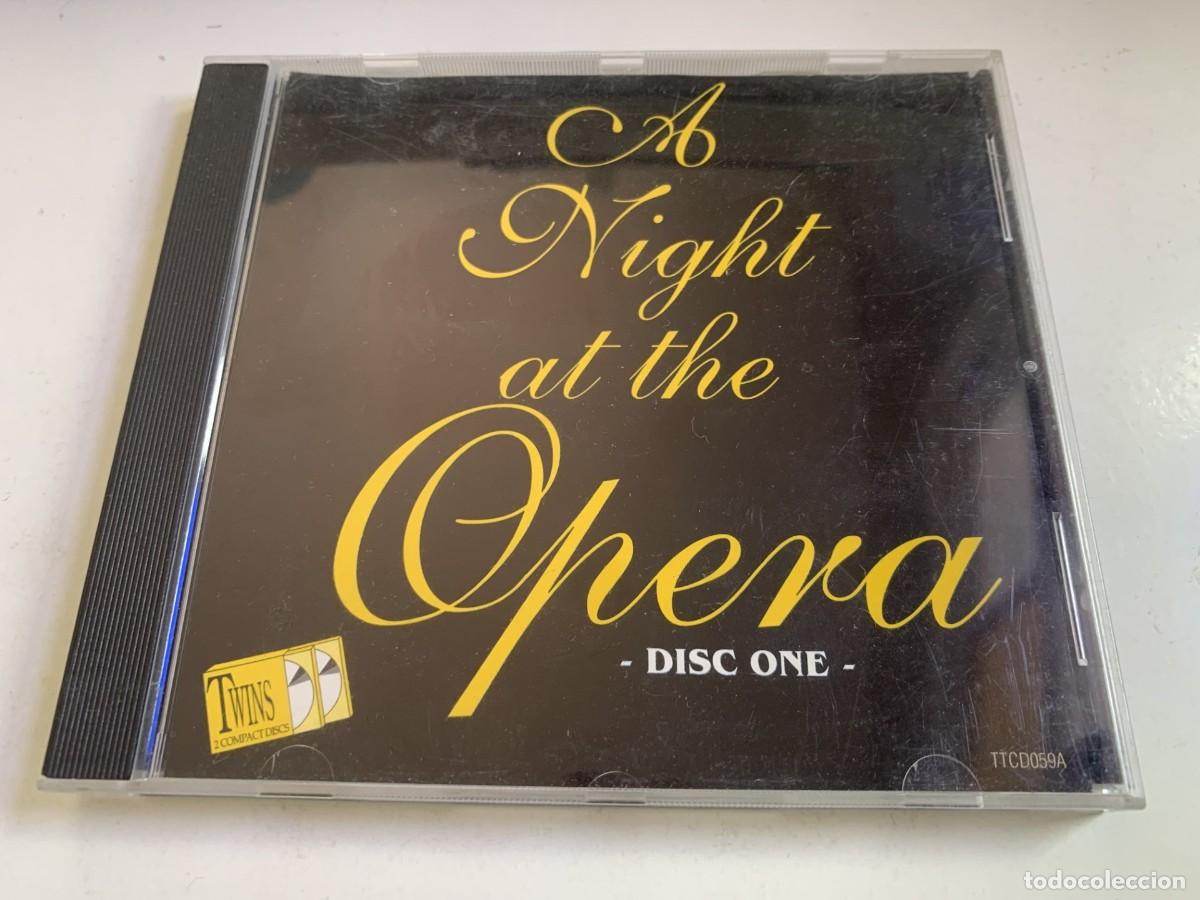 A
Night
at the
Opera
- DISC ONE -
TWINS
2 COMPACT DISCS
TTCD059A
todocoleccion